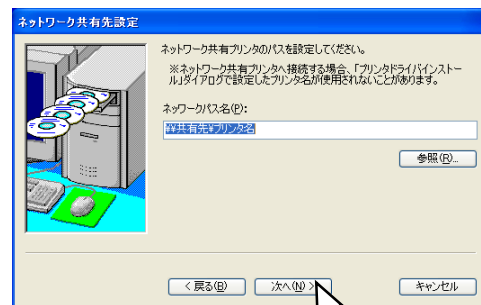 ネットワーク共有先設定
ネットワーク共有プリンタのパスを設定してください。
※ネットワーク共有プリンタへ接続する場合、「プリンタドライバインストー
ル」ダイアログで設定したプリンタ名が使用されないことがあります。
ネットワークパス名(P):
¥¥共有先¥プリンタ名
参照(R)...
< 戻る(B)
次へ(N) >
キャンセル